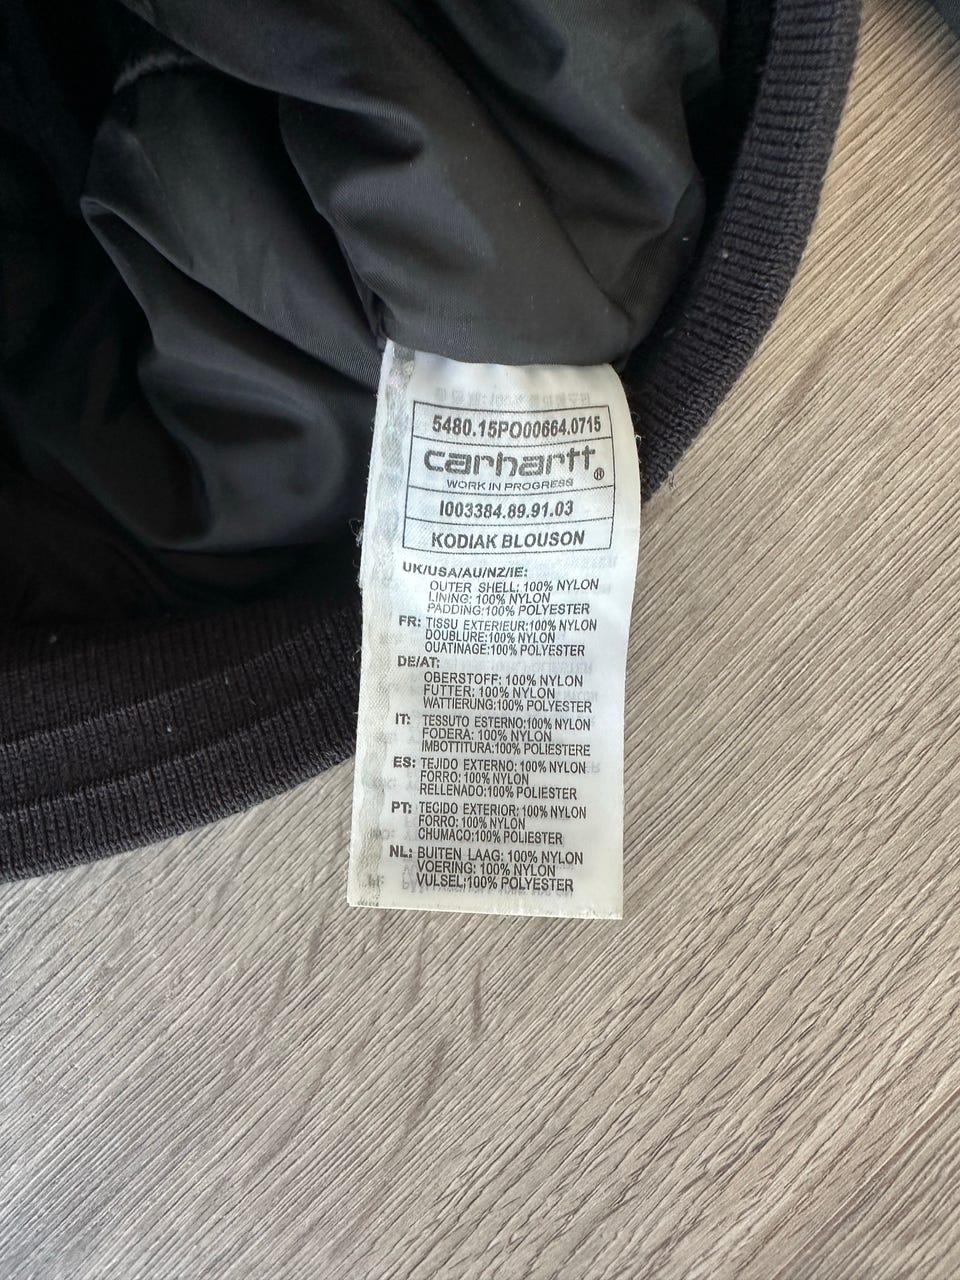 5480.15PO00664.0715
carhartt®
WORK IN PROGRESS
I003384.89.91.03
KODIAK BLOUSON
UK/USA/AU/NZ/IE:
OUTER SHELL: 100% NYLON
LINING: 100% NYLON
PADDING:100% POLYESTER
FR: TISSU EXTERIEUR:100% NYLON
DOUBLURE:100% NYLON
OUATINAGE:100% POLYESTER
DE/AT:
OBERSTOFF: 100% NYLON
FUTTER: 100% NYLON
WATTIERUNG:100% POLYESTER
IT: TESSUTO ESTERNO:100% NYLON
FODERA: 100% NYLON
IMBOTTITURA:100% POLIESTERE
ES: TEJIDO EXTERNO: 100% NYLON
FORRO: 100% NYLON
RELLENADO:100% POLIESTER
PT: TECIDO EXTERIOR: 100% NYLON
FORRO: 100% NYLON
CHUMACO:100% POLIESTER
NL: BUITEN LAAG: 100% NYLON
VOERING: 100% NYLON
VULSEL:100% POLYESTER